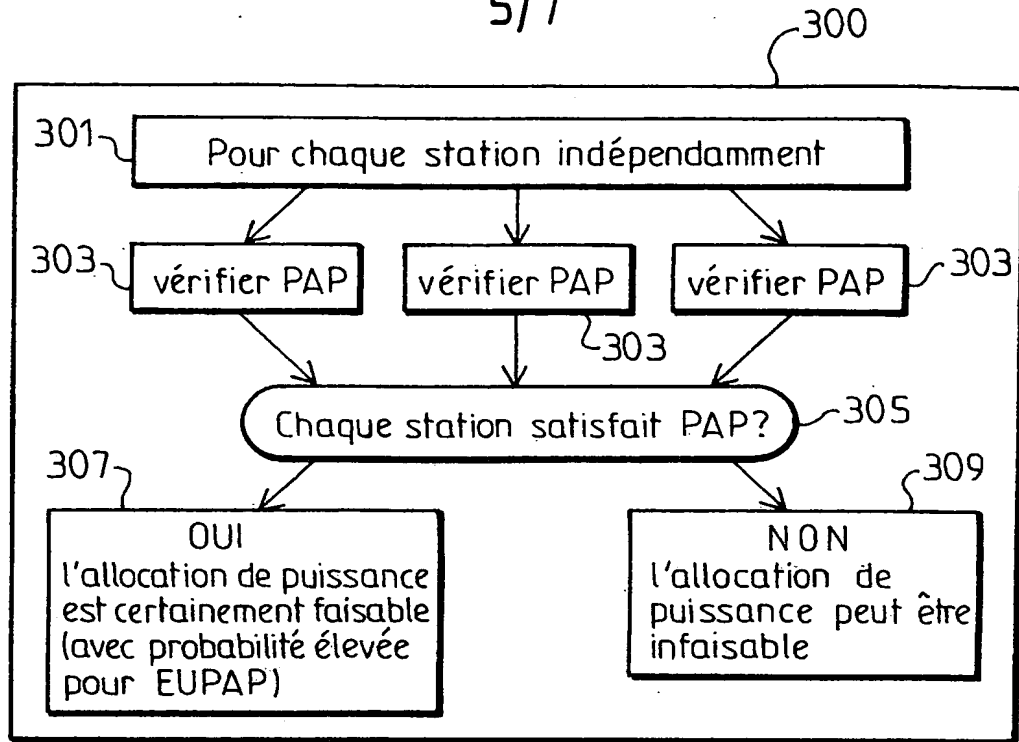 5/7
300
301
Pour chaque station indépendamment
303
vérifier PAP
vérifier PAP
vérifier PAP
303
303
Chaque station satisfait PAP?
305
307
OUI
l'allocation de puissance
est certainement faisable
(avec probabilité élevée
pour EUPAP)
309
NON
l'allocation de
puissance peut être
infaisable